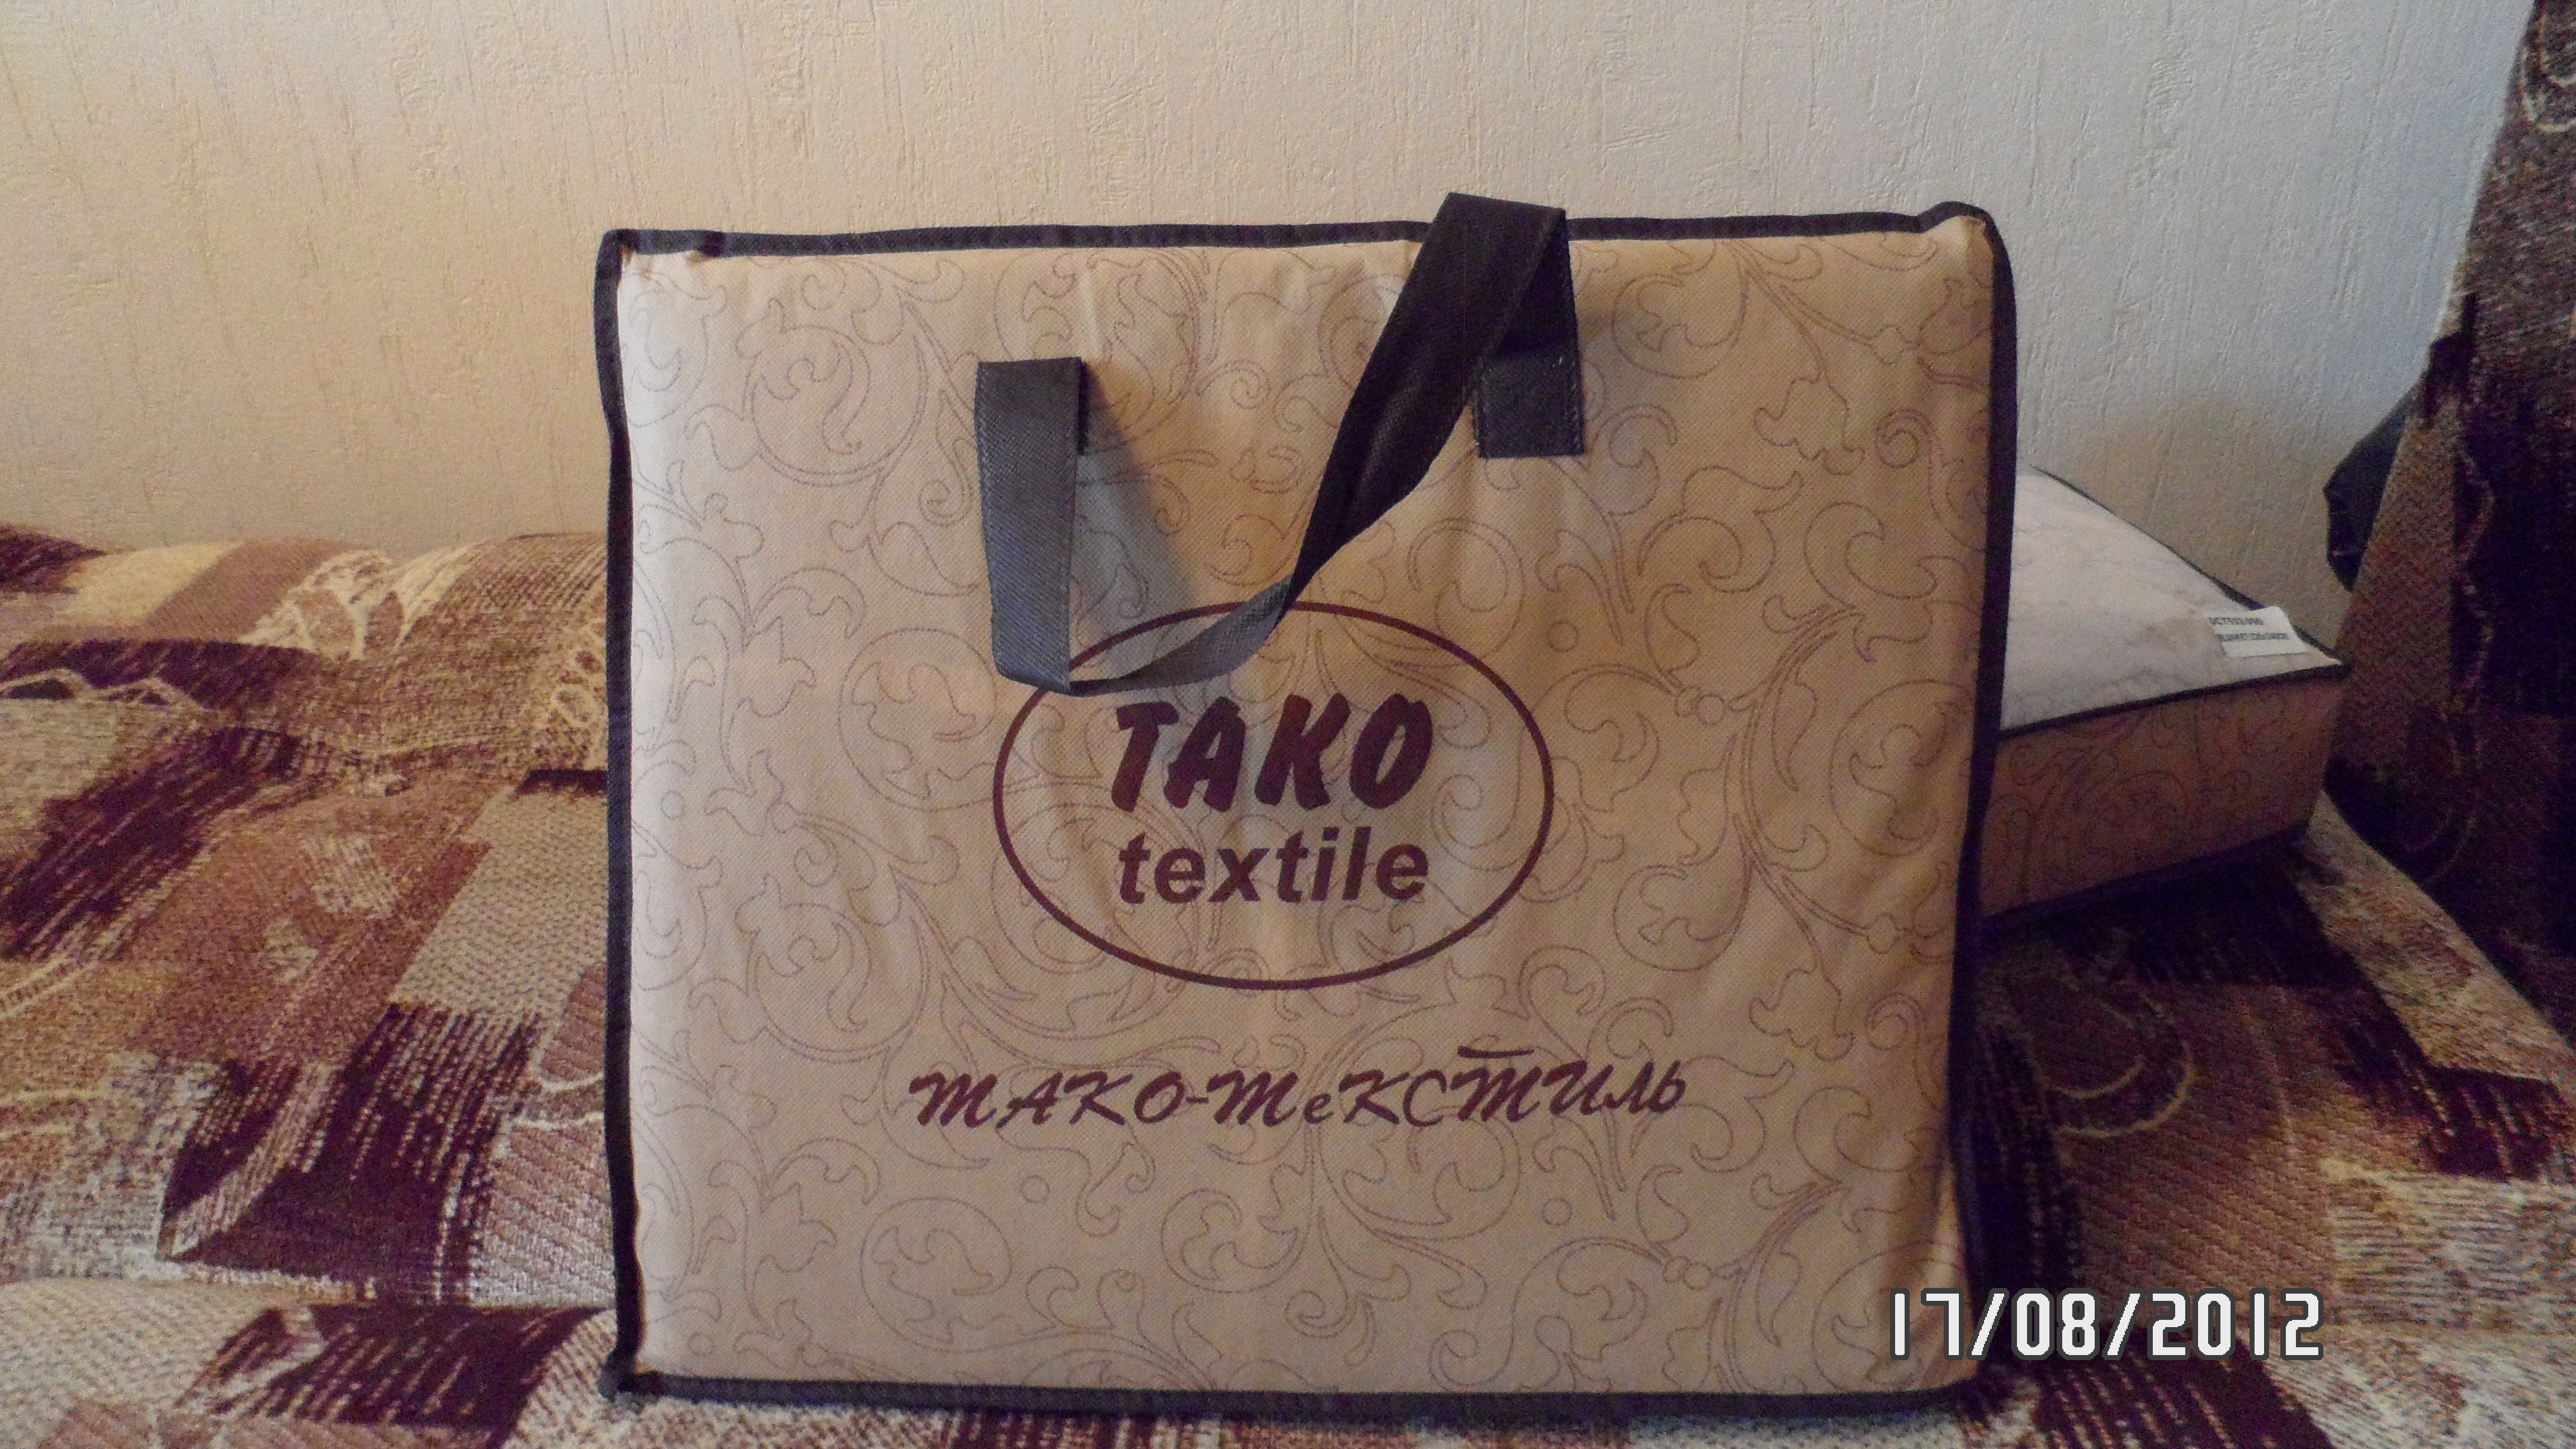 TAKO
textile
ТАКО-ТеКСТИль
17/08/2012